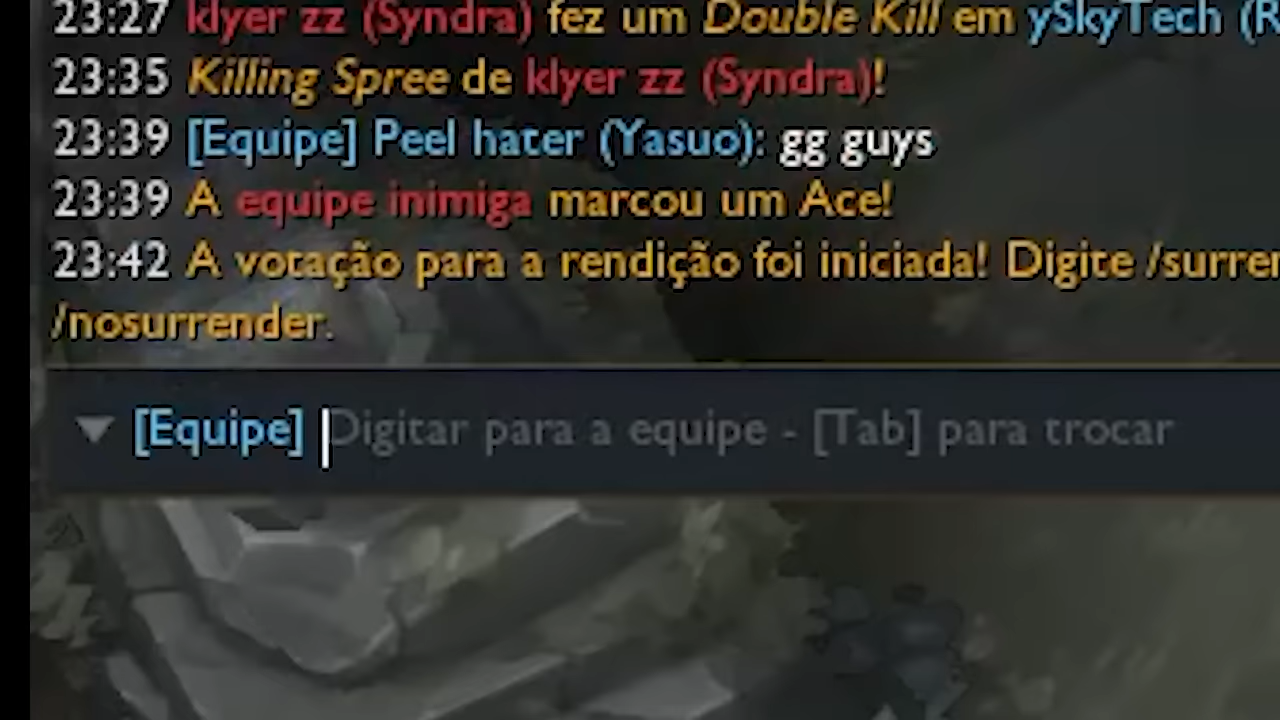 23:27 klyer zz (Syndra) fez um Double Kill em ySkyTech (R
23:35 Killing Spree de klyer zz (Syndra)!
23:39 [Equipe] Peel hater (Yasuo): gg guys
23:39 A equipe inimiga marcou um Ace!
23:42 A votação para a rendição foi iniciada! Digite /surren
/nosurrender.
[Equipe] Digitar para a equipe - [Tab] para trocar